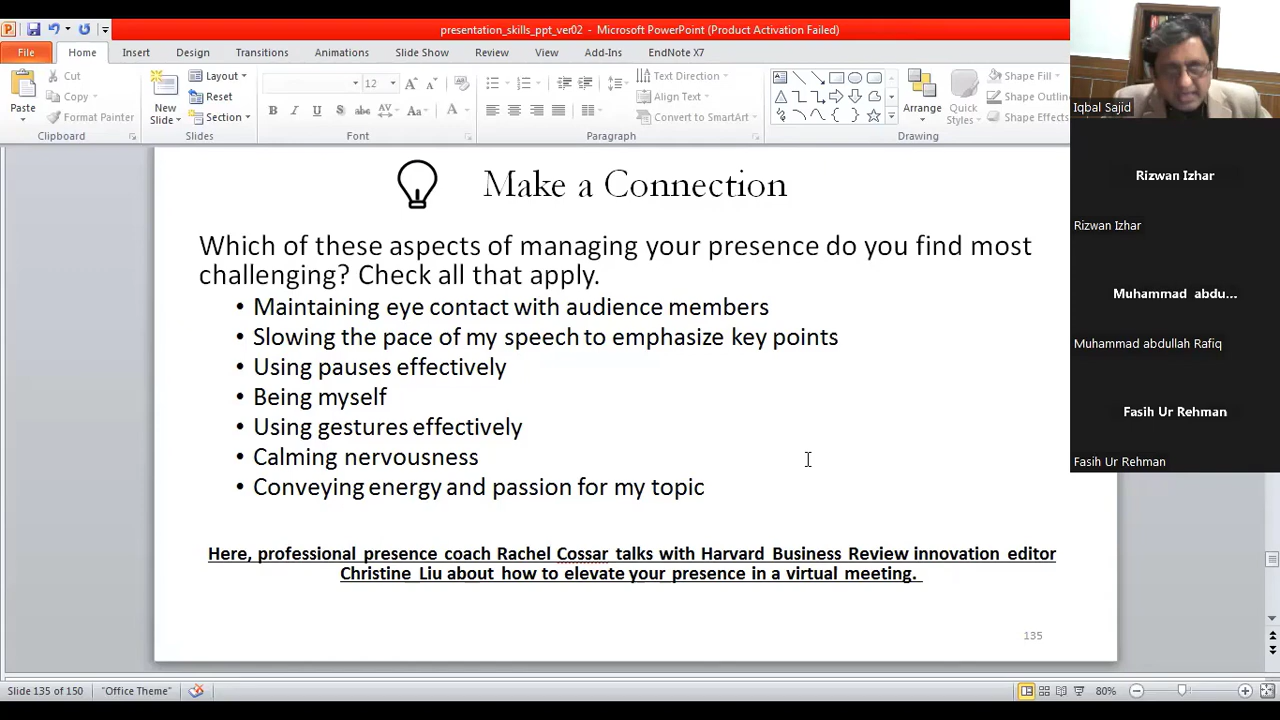 presentation_skills_ppt_ver02 - Microsoft PowerPoint (Product Activation Failed)
File Home Insert Design Transitions Animations Slide Show Review View Add-Ins EndNote X7
Paste
Cut
Copy
Format Painter
Clipboard
New Slide
Layout
Reset
Section
Slides
12
Font
Text Direction
Align Text
Convert to SmartArt
Paragraph
Arrange
Quick Styles
Shape Fill
Shape Outlin
Shape Effects
Drawing
Make a Connection
Which of these aspects of managing your presence do you find most
challenging? Check all that apply.
• Maintaining eye contact with audience members
• Slowing the pace of my speech to emphasize key points
• Using pauses effectively
• Being myself
• Using gestures effectively
• Calming nervousness
• Conveying energy and passion for my topic
Here, professional presence coach Rachel Cossar talks with Harvard Business Review innovation editor
Christine Liu about how to elevate your presence in a virtual meeting.
135
Slide 135 of 150 "Office Theme" 80%
Iqbal Sajid
Rizwan Izhar
Rizwan Izhar
Muhammad abdu...
Muhammad abdullah Rafiq
Fasih Ur Rehman
Fasih Ur Rehman